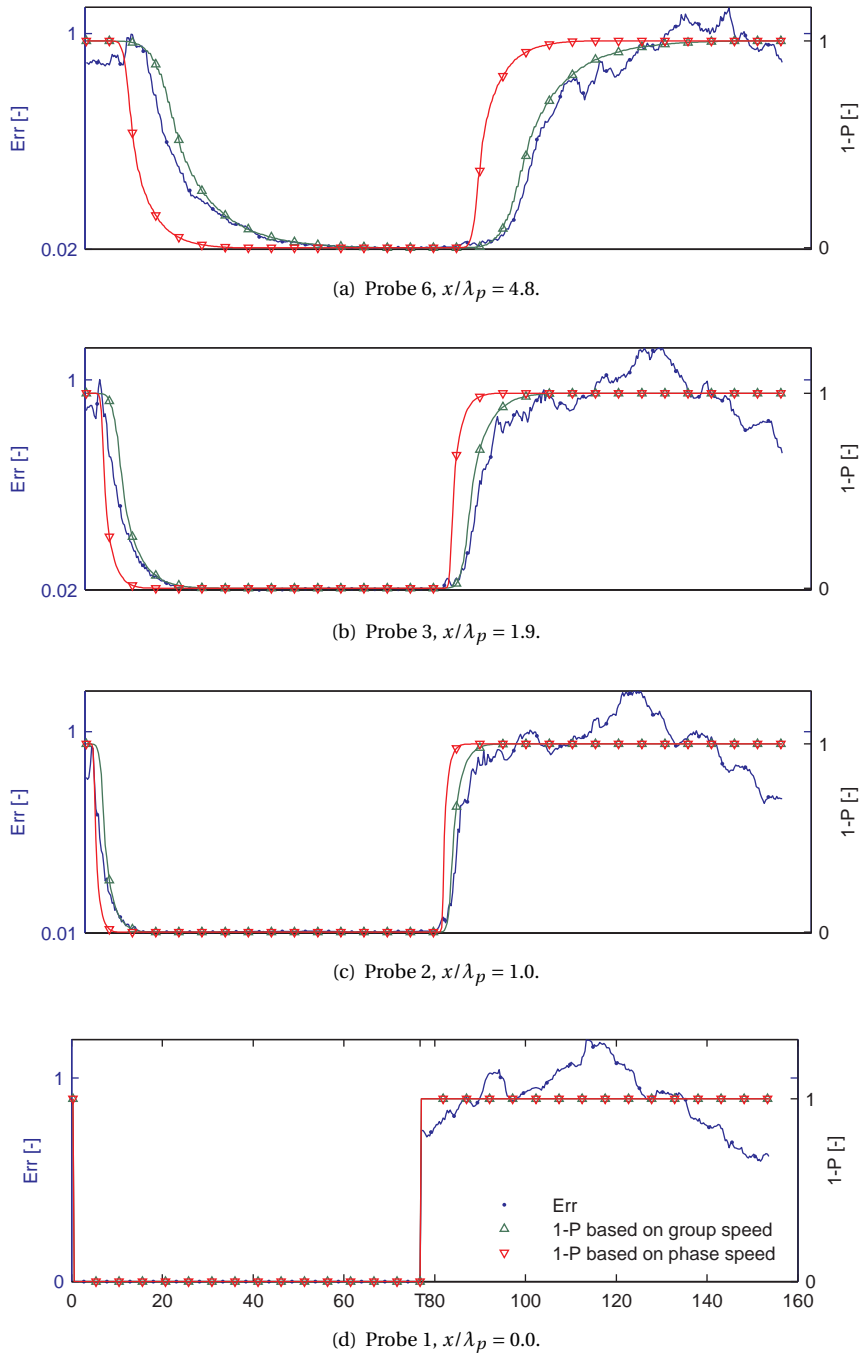 1
1
Err [-]
1-P [-]
0.02
0
(a) Probe 6, x/λp = 4.8.
1
1
Err [-]
1-P [-]
0.02
0
(b) Probe 3, x/λp = 1.9.
1
1
Err [-]
1-P [-]
0.01
0
(c) Probe 2, x/λp = 1.0.
1
1
Err [-]
1-P [-]
Err
1-P based on group speed
1-P based on phase speed
0
0
0 20 40 60 T 80 100 120 140 160
(d) Probe 1, x/λp = 0.0.